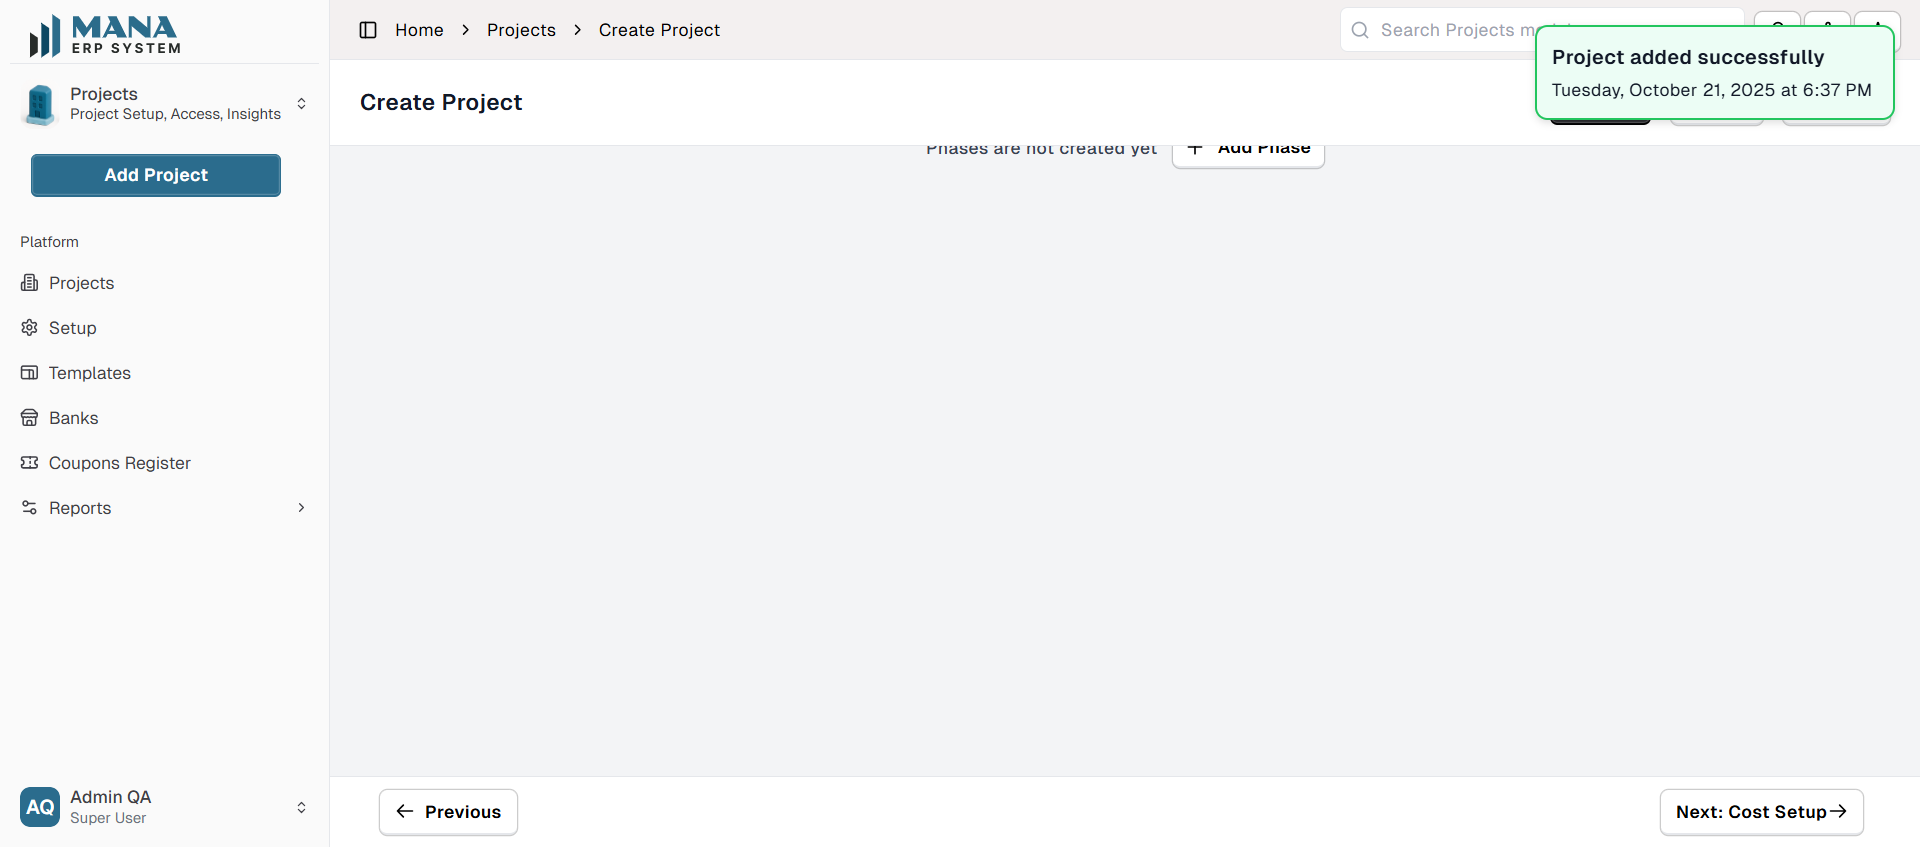 MANA
ERP SYSTEM
Projects
Project Setup, Access, Insights
Add Project
Platform
Projects
Setup
Templates
Banks
Coupons Register
Reports
AQ
Admin QA
Super User
Home
Projects
Create Project
Search Projects
Project added successfully
Tuesday, October 21, 2025 at 6:37 PM
Create Project
Phases are not created yet
Add Phase
Previous
Next: Cost Setup